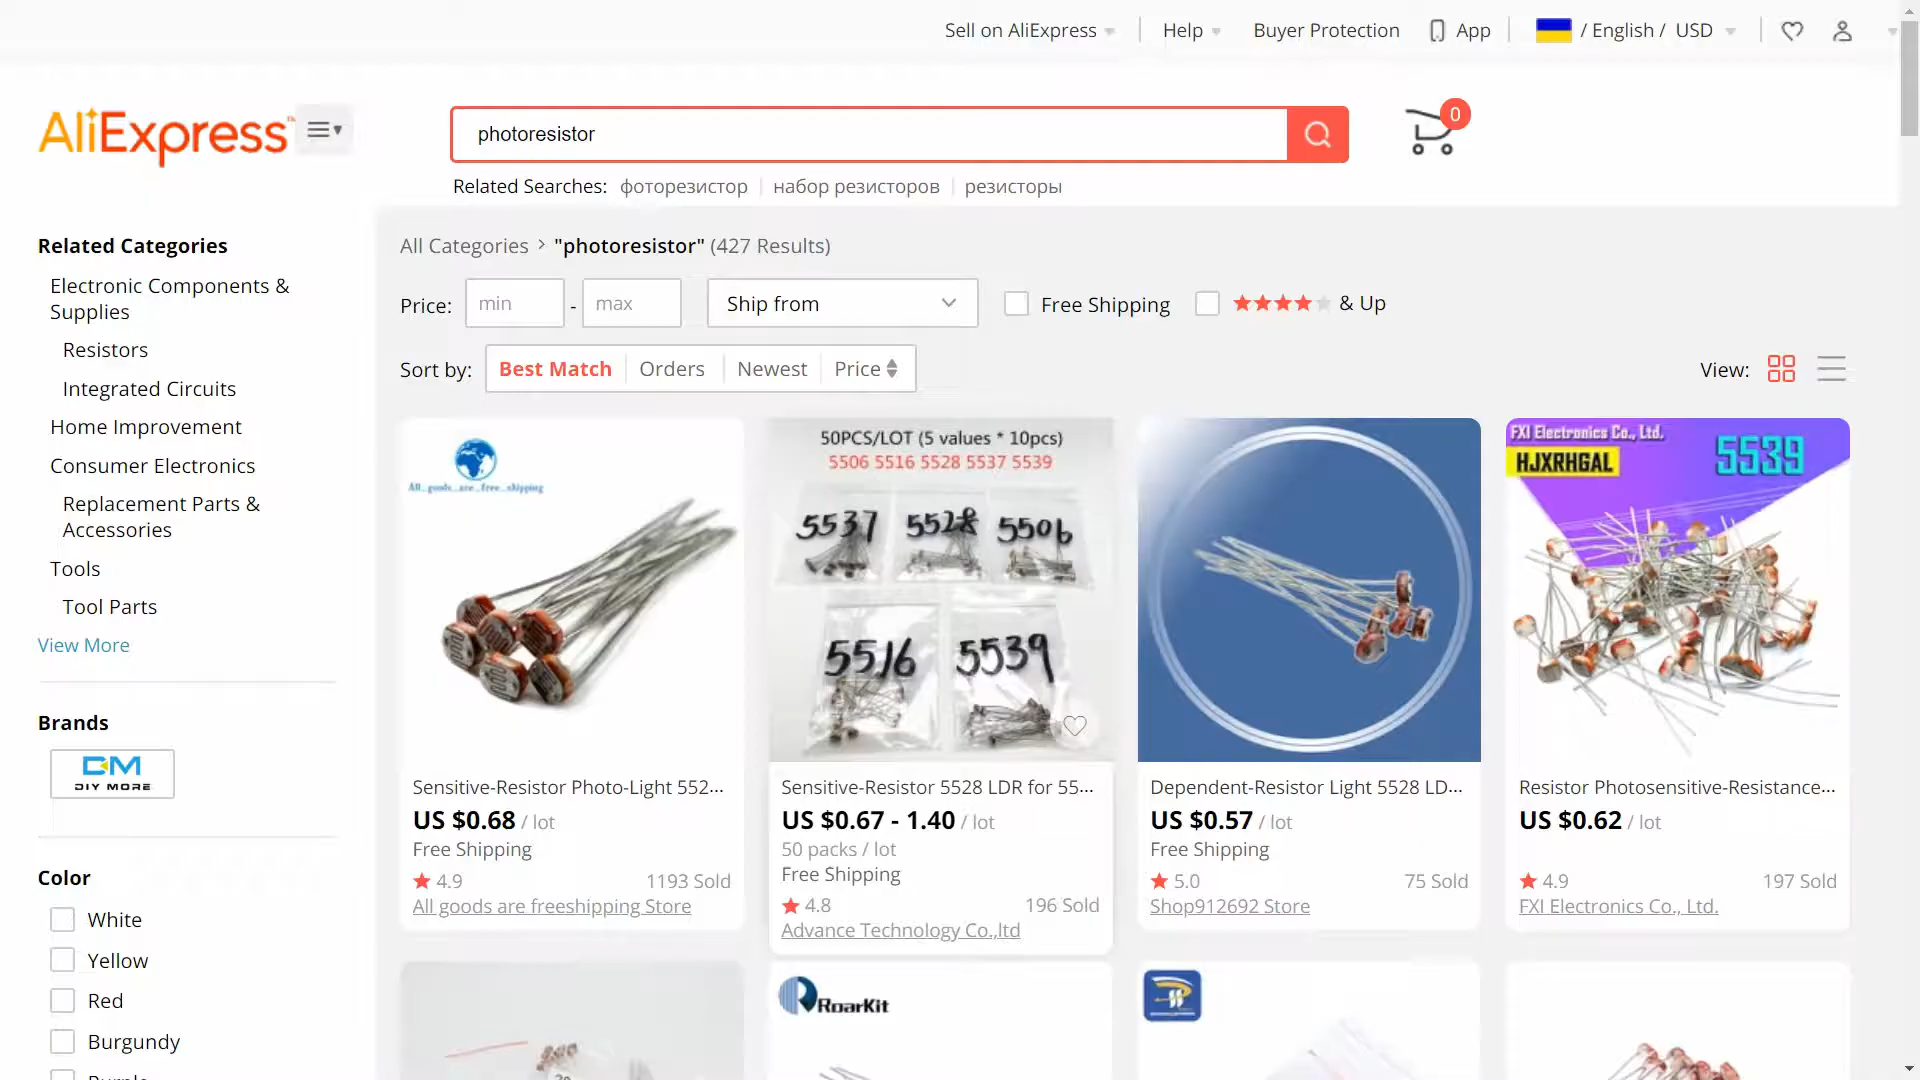 Sell on AliExpress
Help
Buyer Protection
App
/ English / USD
AliExpress
photoresistor
0
Related Searches: фоторезистор набор резисторов резисторы
Related Categories
Electronic Components &
Supplies
Resistors
Integrated Circuits
Home Improvement
Consumer Electronics
Replacement Parts &
Accessories
Tools
Tool Parts
View More
Brands
DM
DIY MORE
Color
White
Yellow
Red
Burgundy
All Categories > "photoresistor" (427 Results)
Price: min - max Ship from Free Shipping & Up
Sort by: Best Match Orders Newest Price
View:
All_goods_are_free_shipping
Sensitive-Resistor Photo-Light 552...
US $0.68 / lot
Free Shipping
4.9 1193 Sold
All goods are freeshipping Store
50PCS/LOT (5 values * 10pcs)
5506 5516 5528 5537 5539
5537 5528 5506
5516 5539
Sensitive-Resistor 5528 LDR for 55...
US $0.67 - 1.40 / lot
50 packs / lot
Free Shipping
4.8 196 Sold
Advance Technology Co.,ltd
Dependent-Resistor Light 5528 LD...
US $0.57 / lot
Free Shipping
5.0 75 Sold
Shop912692 Store
FXI Electronics Co., Ltd.
HJXRHGAL
5539
Resistor Photosensitive-Resistance...
US $0.62 / lot
4.9 197 Sold
FXI Electronics Co., Ltd.
RoarKit